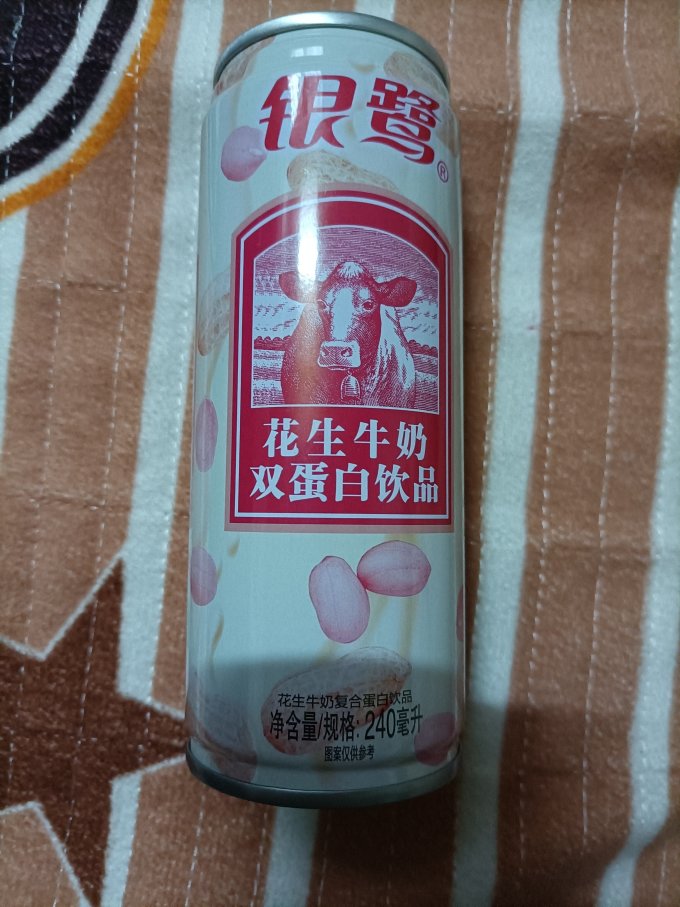 银鹭®
花生牛奶
双蛋白饮品
花生牛奶复合蛋白饮品
净含量/规格: 240毫升
图案仅供参考